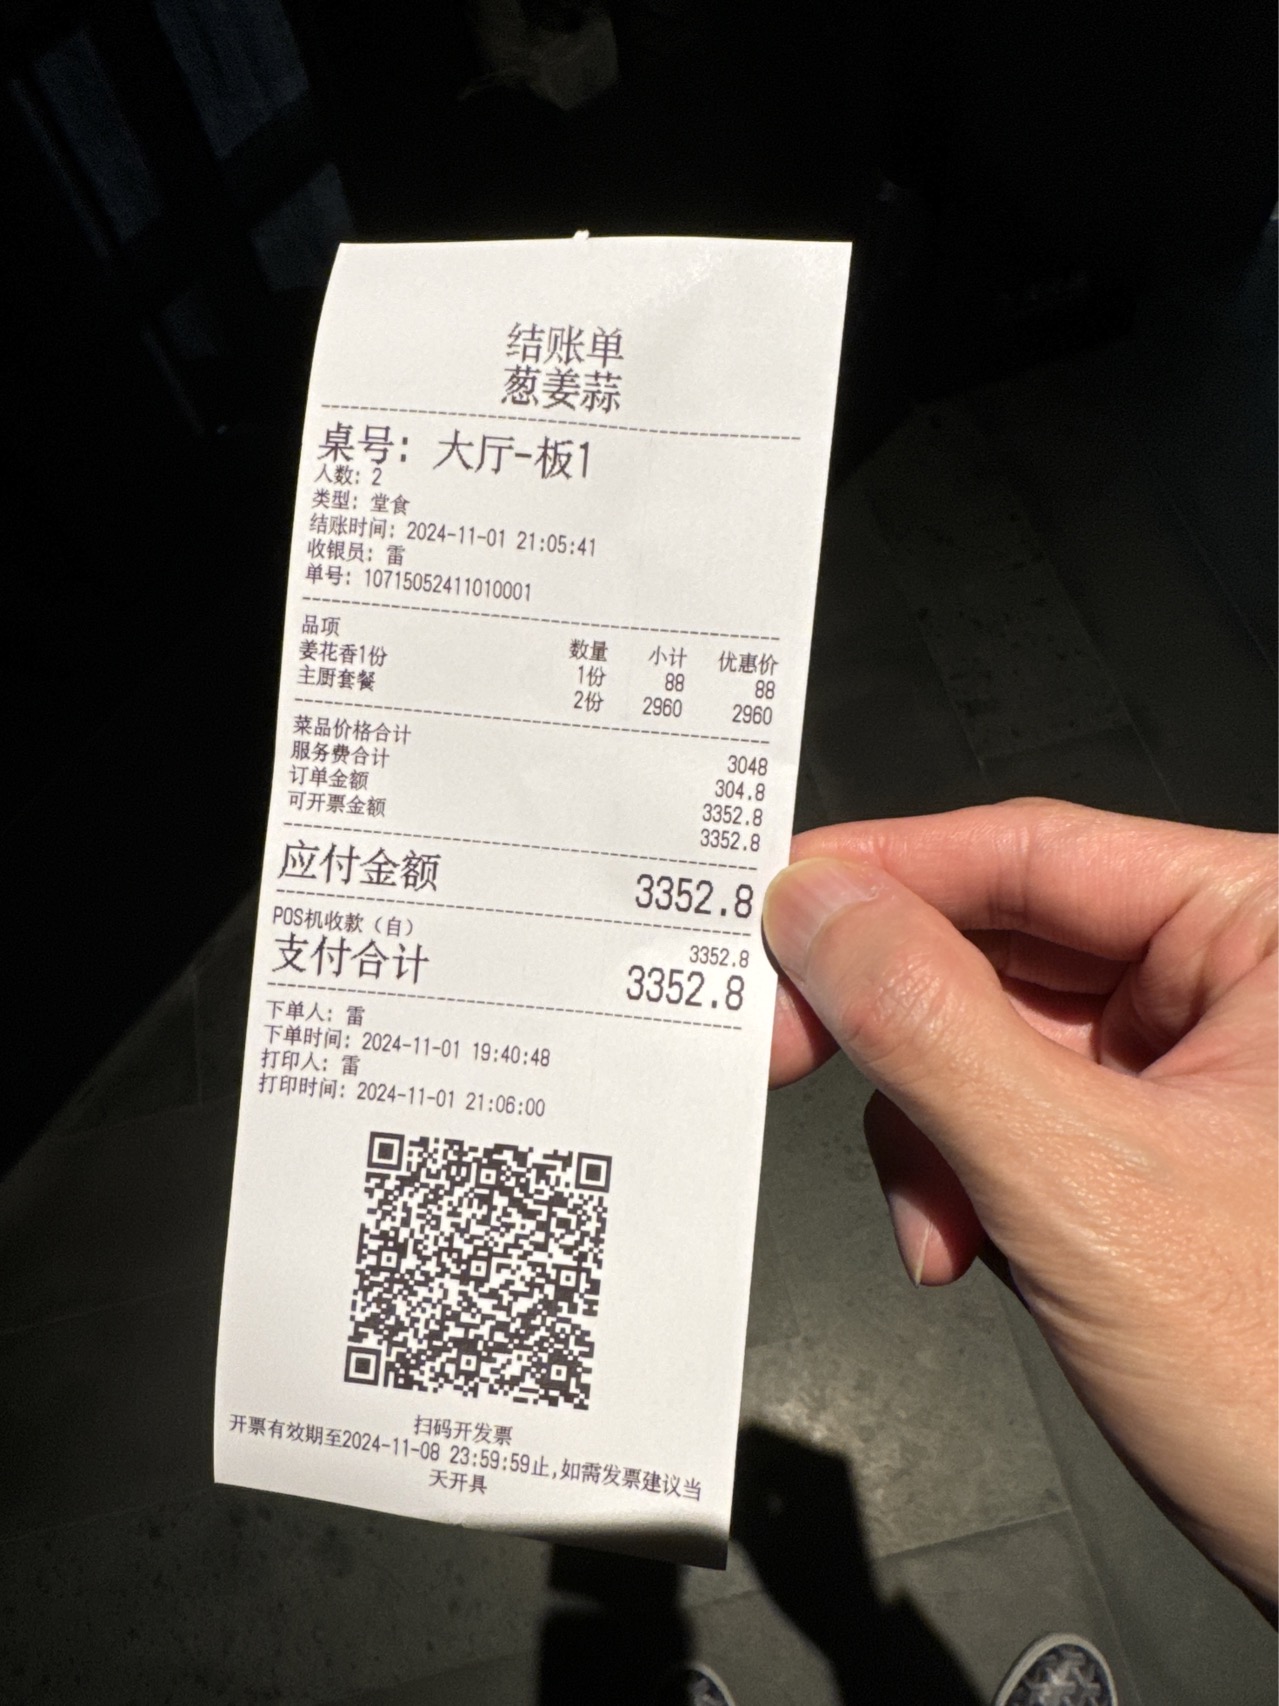 结账单
葱姜蒜
桌号: 大厅-板1
人数: 2
类型: 堂食
结账时间: 2024-11-01 21:05:41
收银员: 雷
单号: 10715052411010001
品项 数量 小计 优惠价
姜花香1份 1份 88 88
主厨套餐 2份 2960 2960
菜品价格合计 3048
服务费合计 304.8
订单金额 3352.8
可开票金额 3352.8
应付金额 3352.8
POS机收款（自） 3352.8
支付合计 3352.8
下单人: 雷
下单时间: 2024-11-01 19:40:48
打印人: 雷
打印时间: 2024-11-01 21:06:00
扫码开发票
开票有效期至2024-11-08 23:59:59止,如需发票建议当
天开具